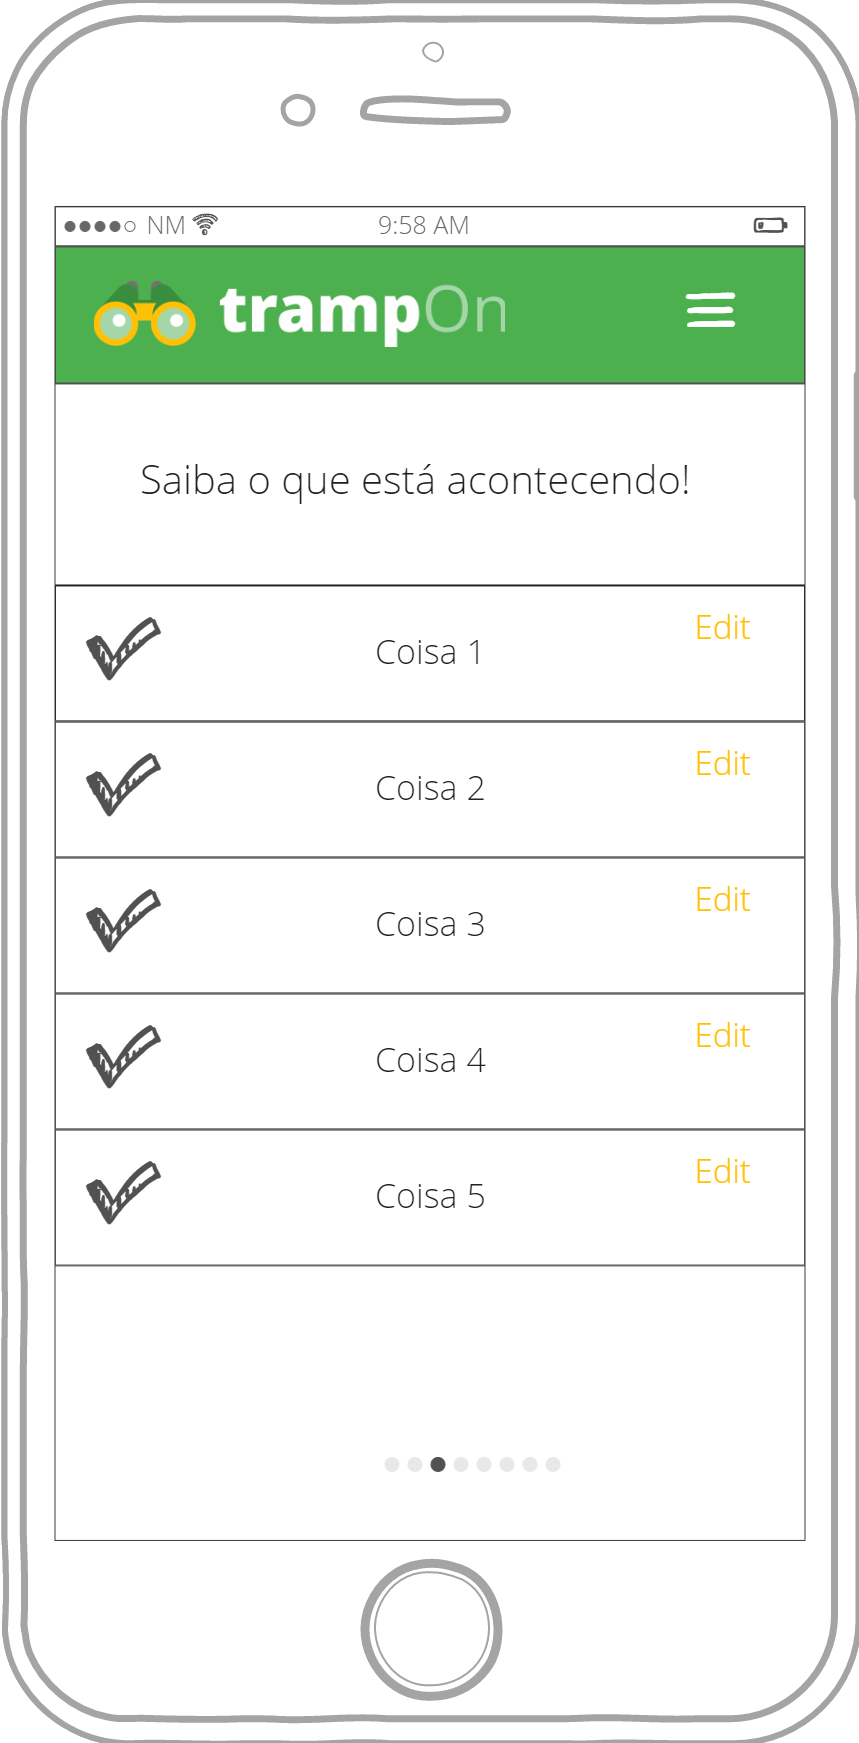 NM 9:58 AM
trampOn
Saiba o que está acontecendo!
Coisa 1 Edit
Coisa 2 Edit
Coisa 3 Edit
Coisa 4 Edit
Coisa 5 Edit